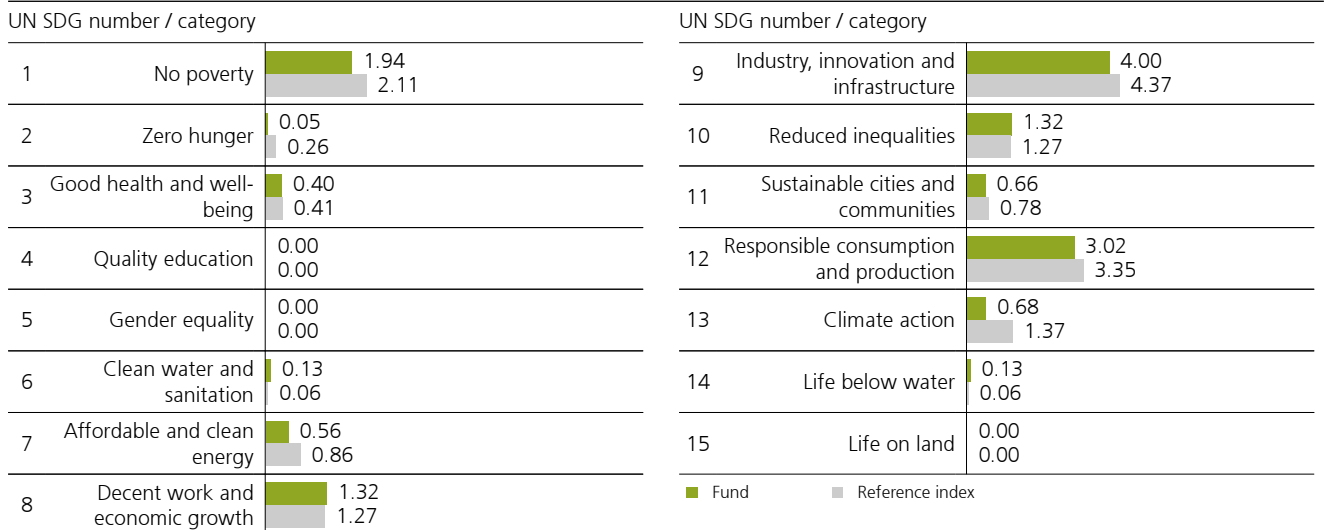 UN SDG number / category
1
No poverty
1.94
2.11
2
Zero hunger
0.05
0.26
3
Good health and well-
being
0.40
0.41
4
Quality education
0.00
0.00
5
Gender equality
0.00
0.00
6
Clean water and
sanitation
0.13
0.06
7
Affordable and clean
energy
0.56
0.86
8
Decent work and
economic growth
1.32
1.27
UN SDG number / category
9
Industry, innovation and
infrastructure
4.00
4.37
10
Reduced inequalities
1.32
1.27
11
Sustainable cities and
communities
0.66
0.78
12
Responsible consumption
and production
3.02
3.35
13
Climate action
0.68
1.37
14
Life below water
0.13
0.06
15
Life on land
0.00
0.00
Fund
Reference index